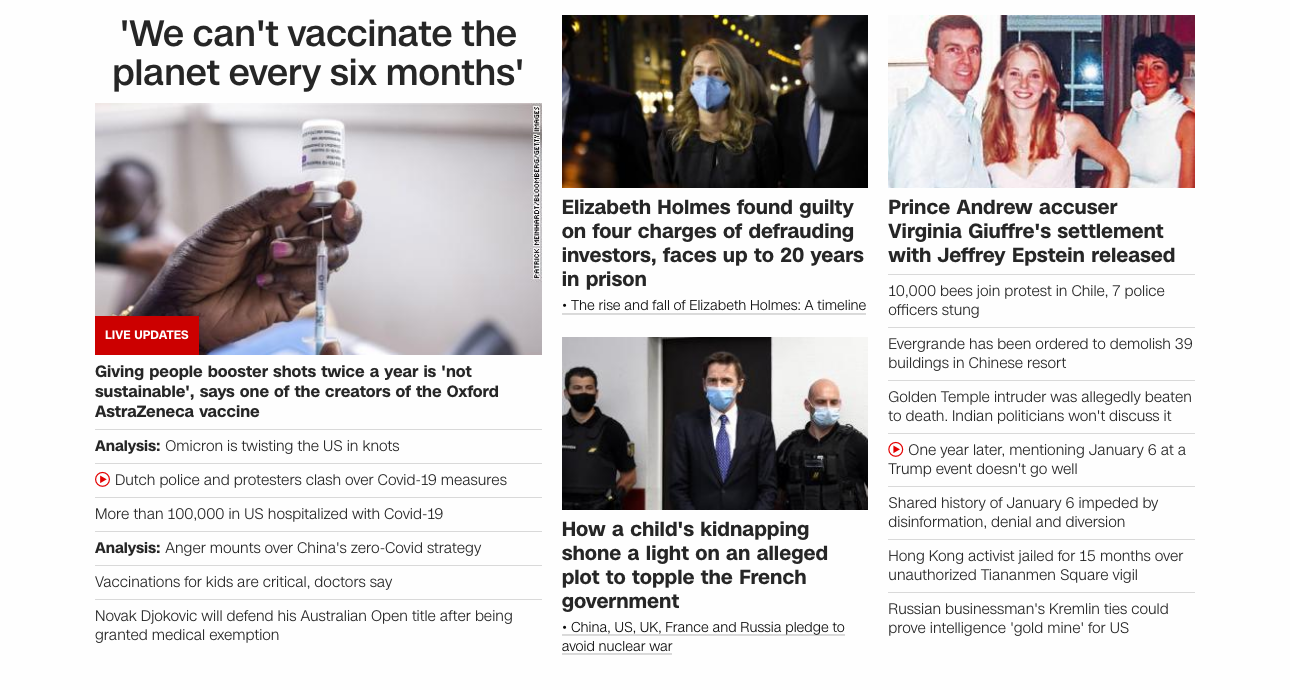 'We can't vaccinate the
planet every six months'
PATRICK MEINHARDT/BLOOMBERG/GETTY IMAGES
LIVE UPDATES
Giving people booster shots twice a year is 'not
sustainable', says one of the creators of the Oxford
AstraZeneca vaccine
Analysis: Omicron is twisting the US in knots
Dutch police and protesters clash over Covid-19 measures
More than 100,000 in US hospitalized with Covid-19
Analysis: Anger mounts over China's zero-Covid strategy
Vaccinations for kids are critical, doctors say
Novak Djokovic will defend his Australian Open title after being
granted medical exemption
Elizabeth Holmes found guilty
on four charges of defrauding
investors, faces up to 20 years
in prison
• The rise and fall of Elizabeth Holmes: A timeline
How a child's kidnapping
shone a light on an alleged
plot to topple the French
government
• China, US, UK, France and Russia pledge to
avoid nuclear war
Prince Andrew accuser
Virginia Giuffre's settlement
with Jeffrey Epstein released
10,000 bees join protest in Chile, 7 police
officers stung
Evergrande has been ordered to demolish 39
buildings in Chinese resort
Golden Temple intruder was allegedly beaten
to death. Indian politicians won't discuss it
One year later, mentioning January 6 at a
Trump event doesn't go well
Shared history of January 6 impeded by
disinformation, denial and diversion
Hong Kong activist jailed for 15 months over
unauthorized Tiananmen Square vigil
Russian businessman's Kremlin ties could
prove intelligence 'gold mine' for US